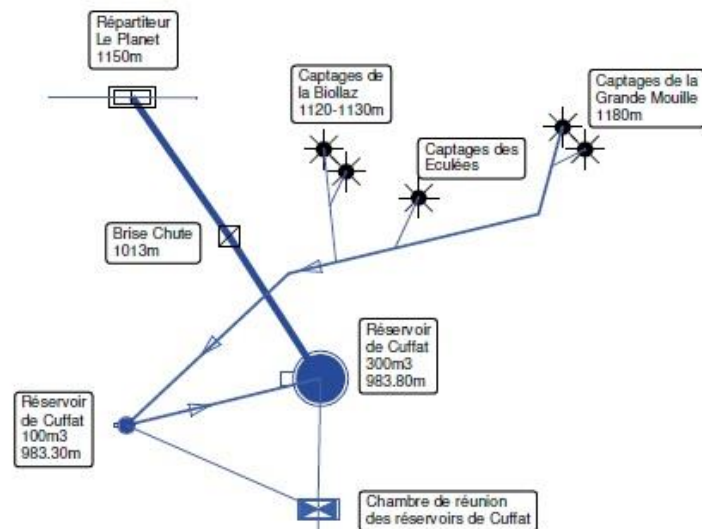 Répartiteur
Le Planet
1150m
Captages de
la Biollaz
1120-1130m
Captages de la
Grande Mouille
1180m
Captages des
Eculées
Brise Chute
1013m
Réservoir
de Cuffat
300m3
983.80m
Réservoir
de Cuffat
100m3
983.30m
Chambre de réunion
des réservoirs de Cuffat